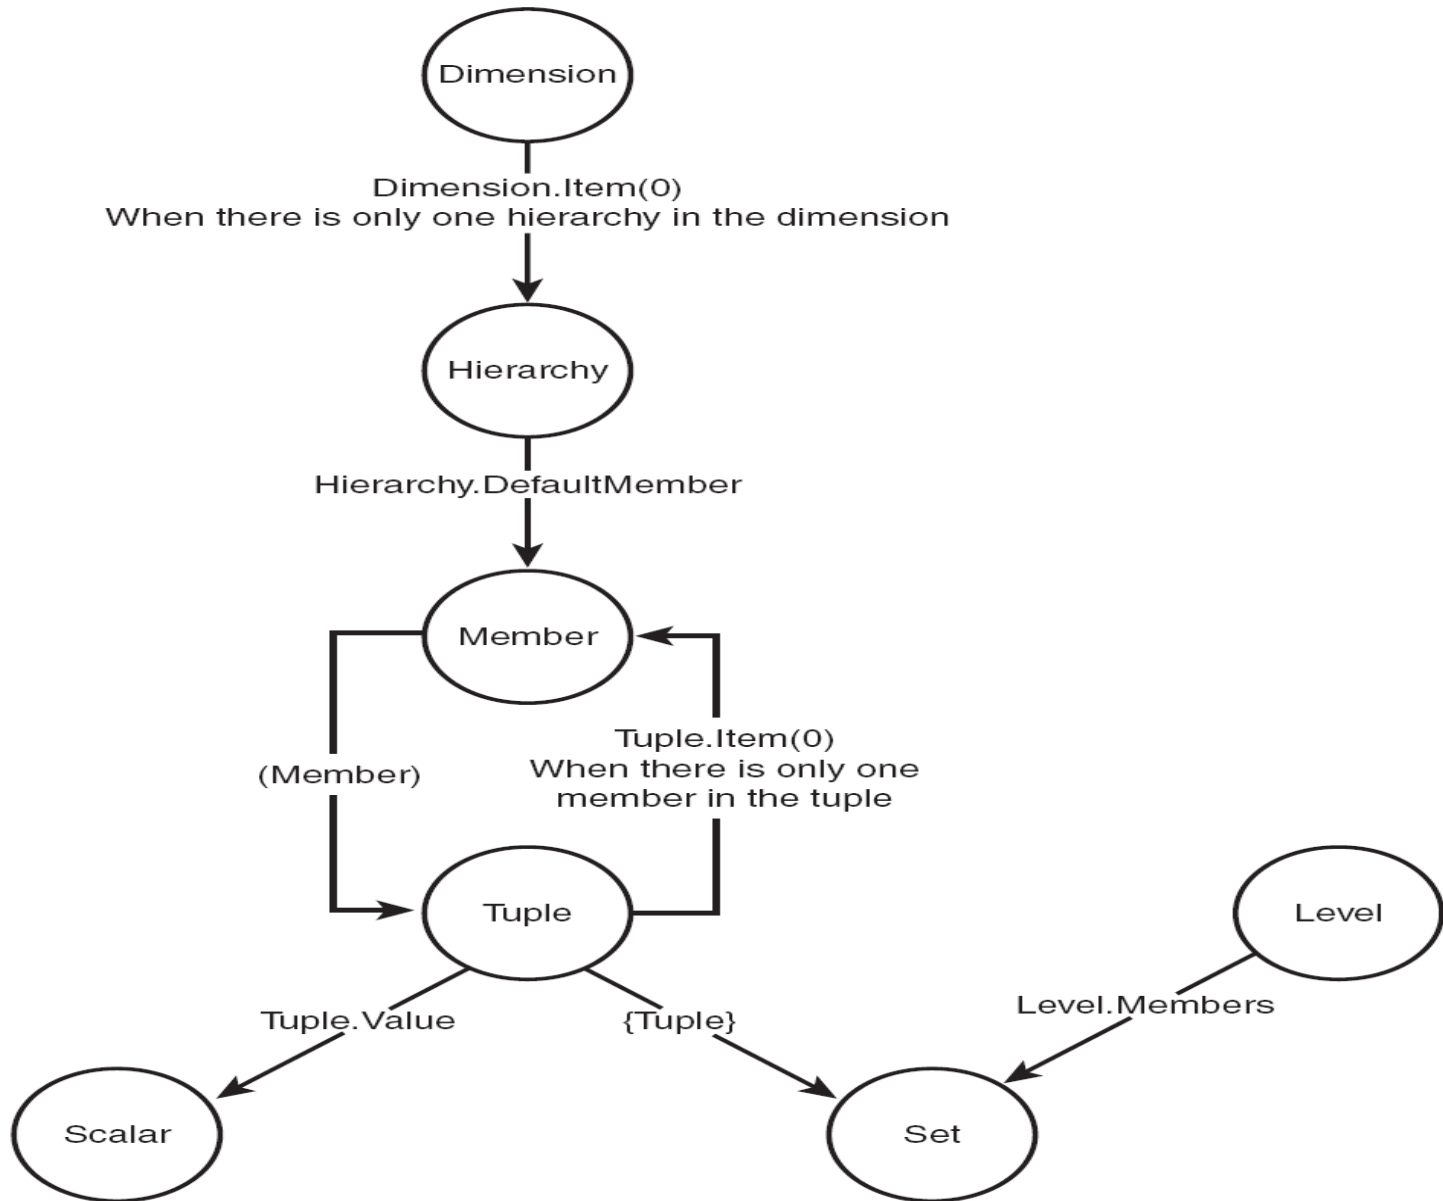 Dimension
Dimension.Item(0)
When there is only one hierarchy in the dimension
Hierarchy
Hierarchy.DefaultMember
Member
Tuple.Item(0)
When there is only one
member in the tuple
(Member)
Tuple
Level
Tuple.Value
{Tuple}
Level.Members
Scalar
Set